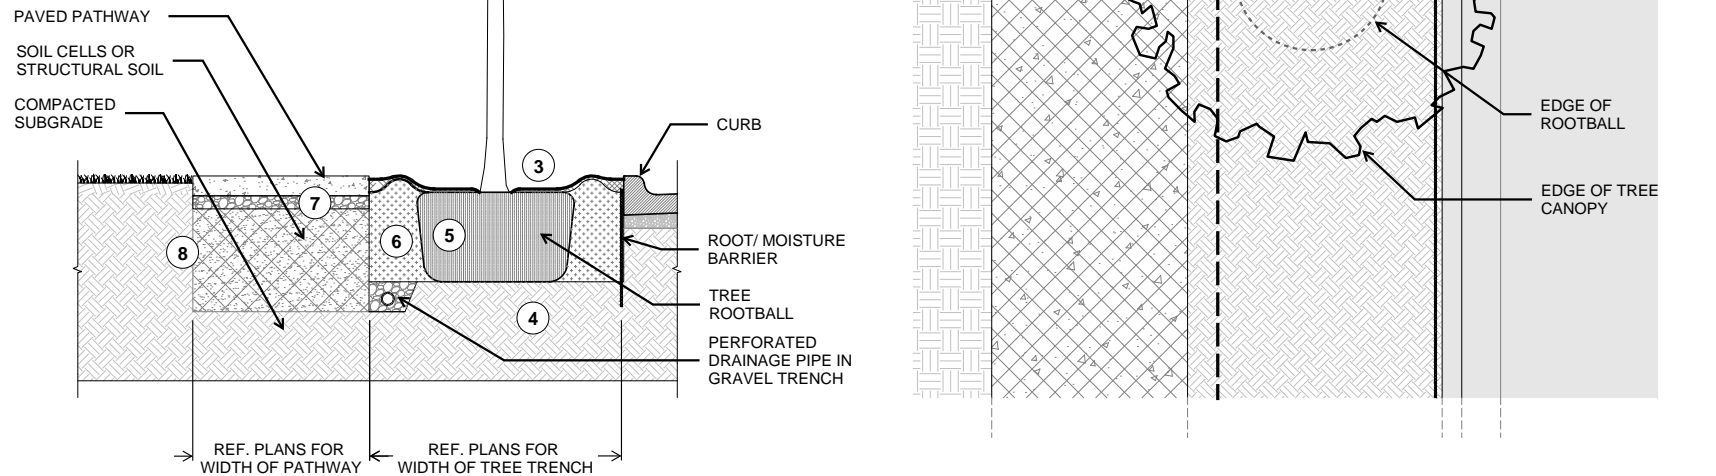 PAVED PATHWAY
SOIL CELLS OR
STRUCTURAL SOIL
COMPACTED
SUBGRADE
CURB
3
7
8
6
5
4
ROOT/ MOISTURE
BARRIER
TREE
ROOTBALL
PERFORATED
DRAINAGE PIPE IN
GRAVEL TRENCH
REF. PLANS FOR
WIDTH OF PATHWAY
REF. PLANS FOR
WIDTH OF TREE TRENCH
EDGE OF
ROOTBALL
EDGE OF TREE
CANOPY